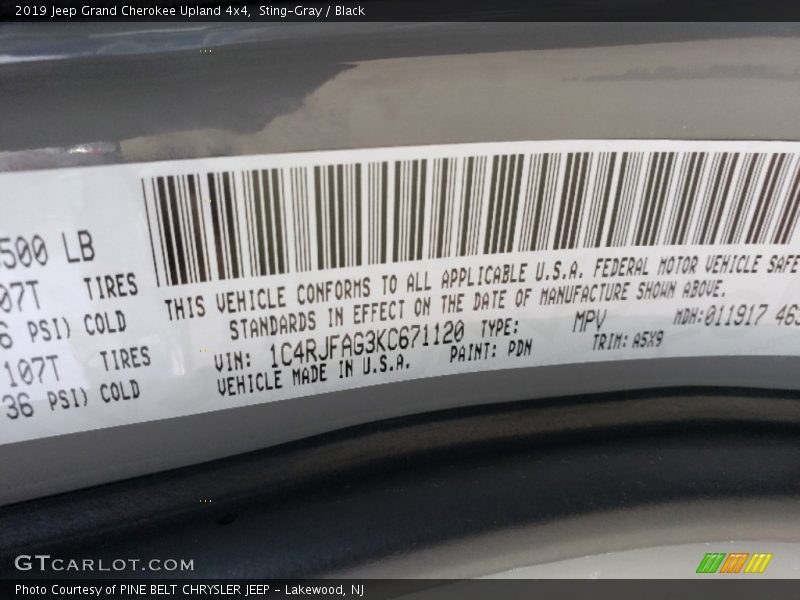 2019 Jeep Grand Cherokee Upland 4x4, Sting-Gray / Black
500 LB
07T TIRES
6 PSI) COLD
107T TIRES
36 PSI) COLD
THIS VEHICLE CONFORMS TO ALL APPLICABLE U.S.A. FEDERAL MOTOR VEHICLE SAFE
STANDARDS IN EFFECT ON THE DATE OF MANUFACTURE SHOWN ABOVE.
VIN: 1C4RJFAG3KC671120 TYPE: MPV MDH:011917 463
VEHICLE MADE IN U.S.A. PAINT: PDN TRIM: A5X9
GTCARLOT.COM
Photo Courtesy of PINE BELT CHRYSLER JEEP - Lakewood, NJ